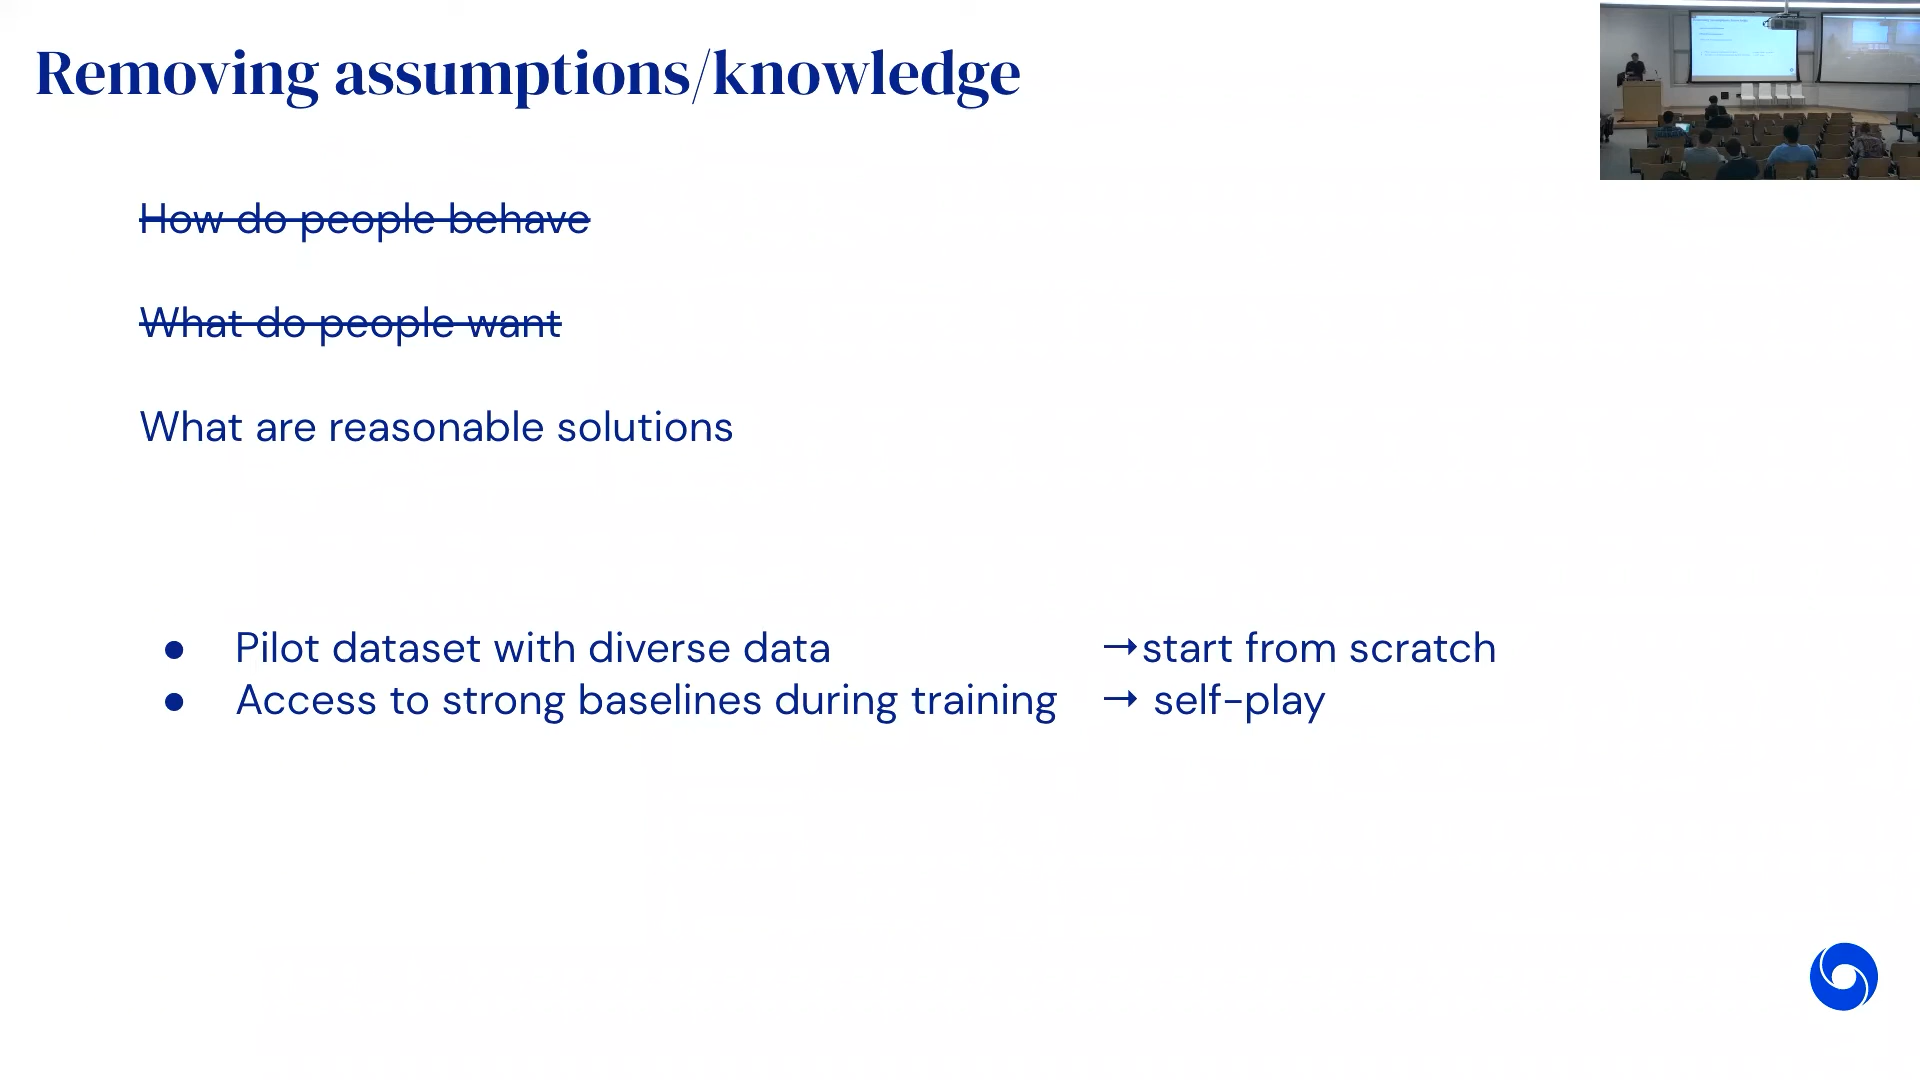 Removing assumptions/knowledge
How do people behave
What do people want
What are reasonable solutions
● Pilot dataset with diverse data →start from scratch
● Access to strong baselines during training → self-play